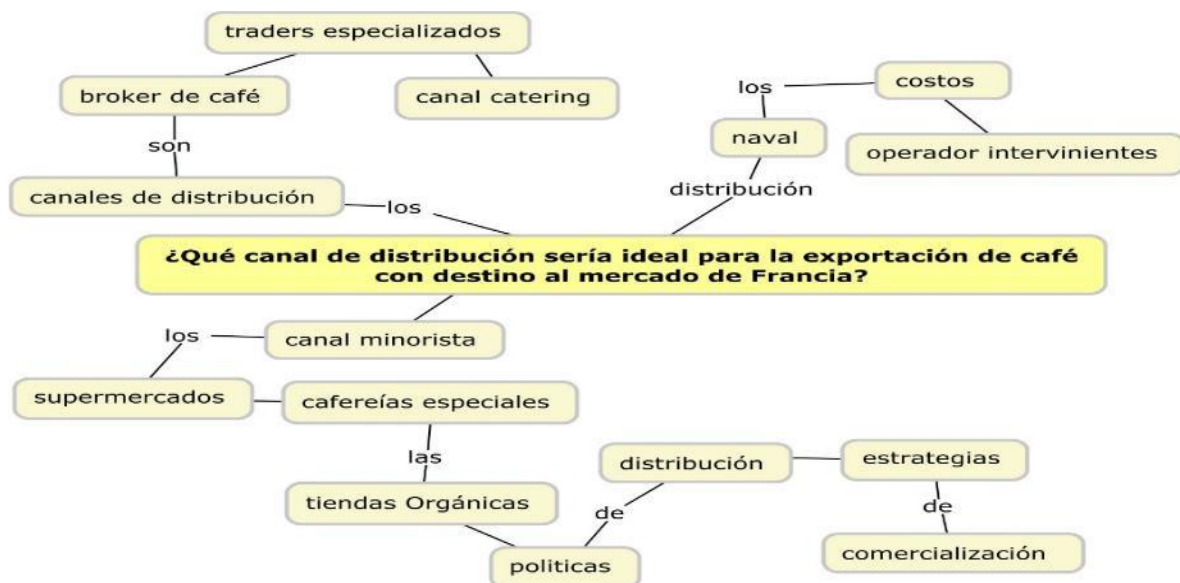 traders especializados
broker de café
canal catering
los
costos
son
naval
operador intervinientes
canales de distribución
los
distribución
¿Qué canal de distribución sería ideal para la exportación de café
con destino al mercado de Francia?
los
canal minorista
supermercados
cafereías especiales
las
distribución
estrategias
tiendas Orgánicas
de
de
politicas
comercialización